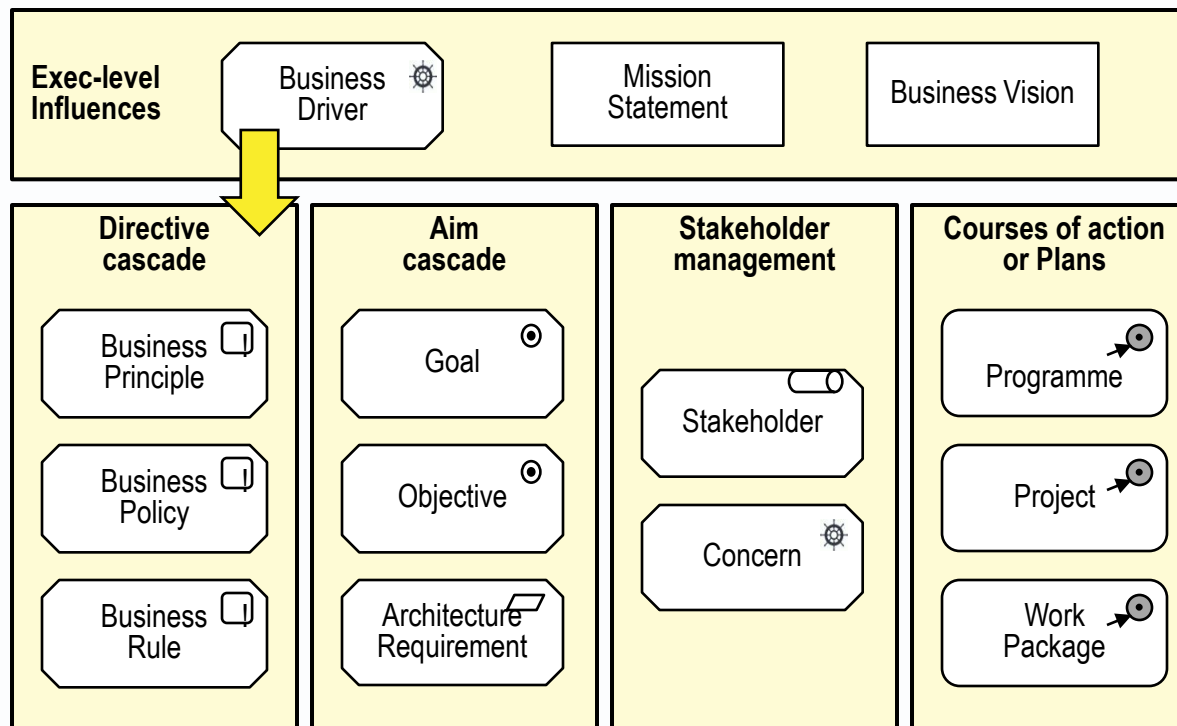 Exec-level
Influences
Business
Driver
Mission
Statement
Business Vision
Directive
cascade
Business
Principle
Business
Policy
Business
Rule
Aim
cascade
Goal
Objective
Architecture
Requirement
Stakeholder
management
Stakeholder
Concern
Courses of action
or Plans
Programme
Project
Work
Package